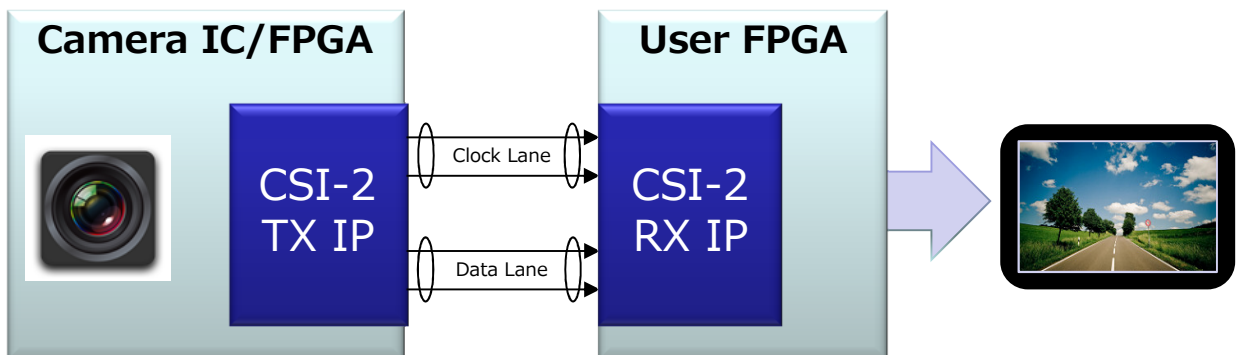 Camera IC/FPGA
User FPGA
CSI-2
TX IP
Clock Lane
Data Lane
CSI-2
RX IP